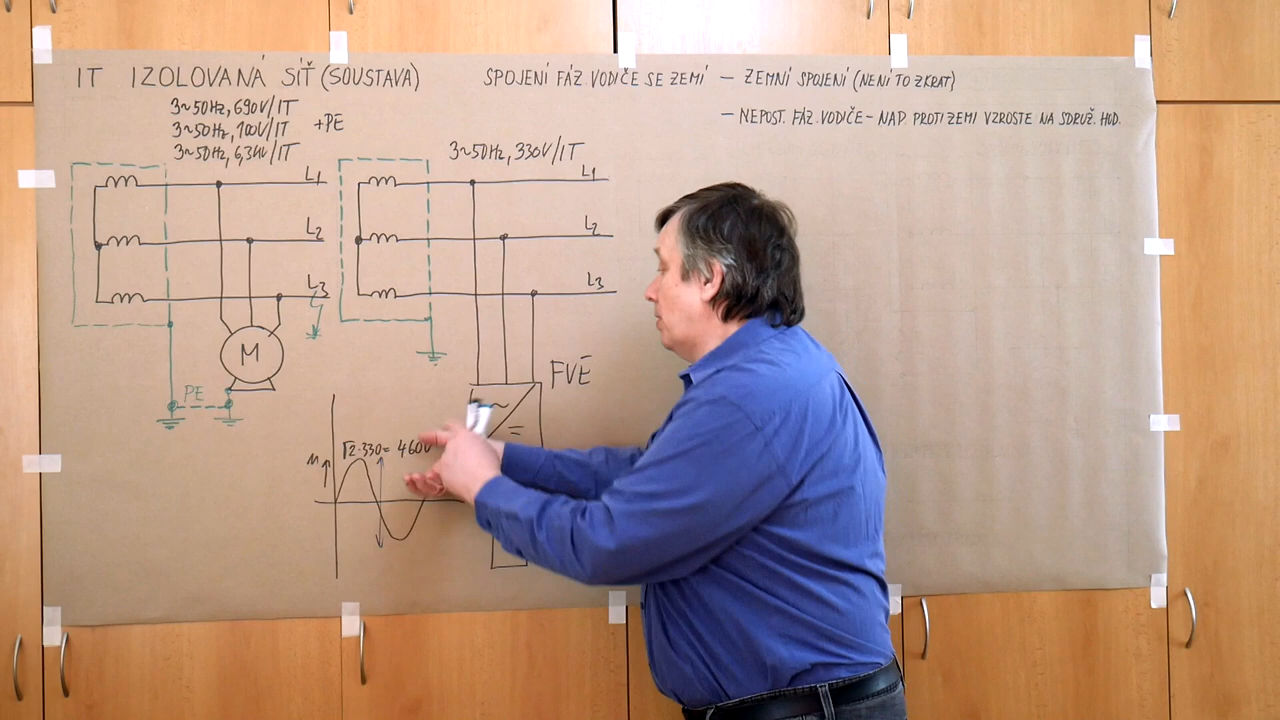 IT IZOLOVANÁ SÍŤ (SOUSTAVA)
3~50Hz, 690V/IT
3~50Hz, 700V/IT +PE
3~50Hz, 6,3kV/IT
L1
L2
L3
M
PE
SPOJENÍ FÁZ. VODIČE SE ZEMÍ – ZEMNÍ SPOJENÍ (NENÍ TO ZKRAT)
– NEPOST. FÁZ. VODIČE – NAP. PROTI ZEMI VZROSTE NA SDRUŽ. HOD.
3~50Hz, 330V/IT
L1
L2
L3
FVE
~
=
u
√2·330= 460V